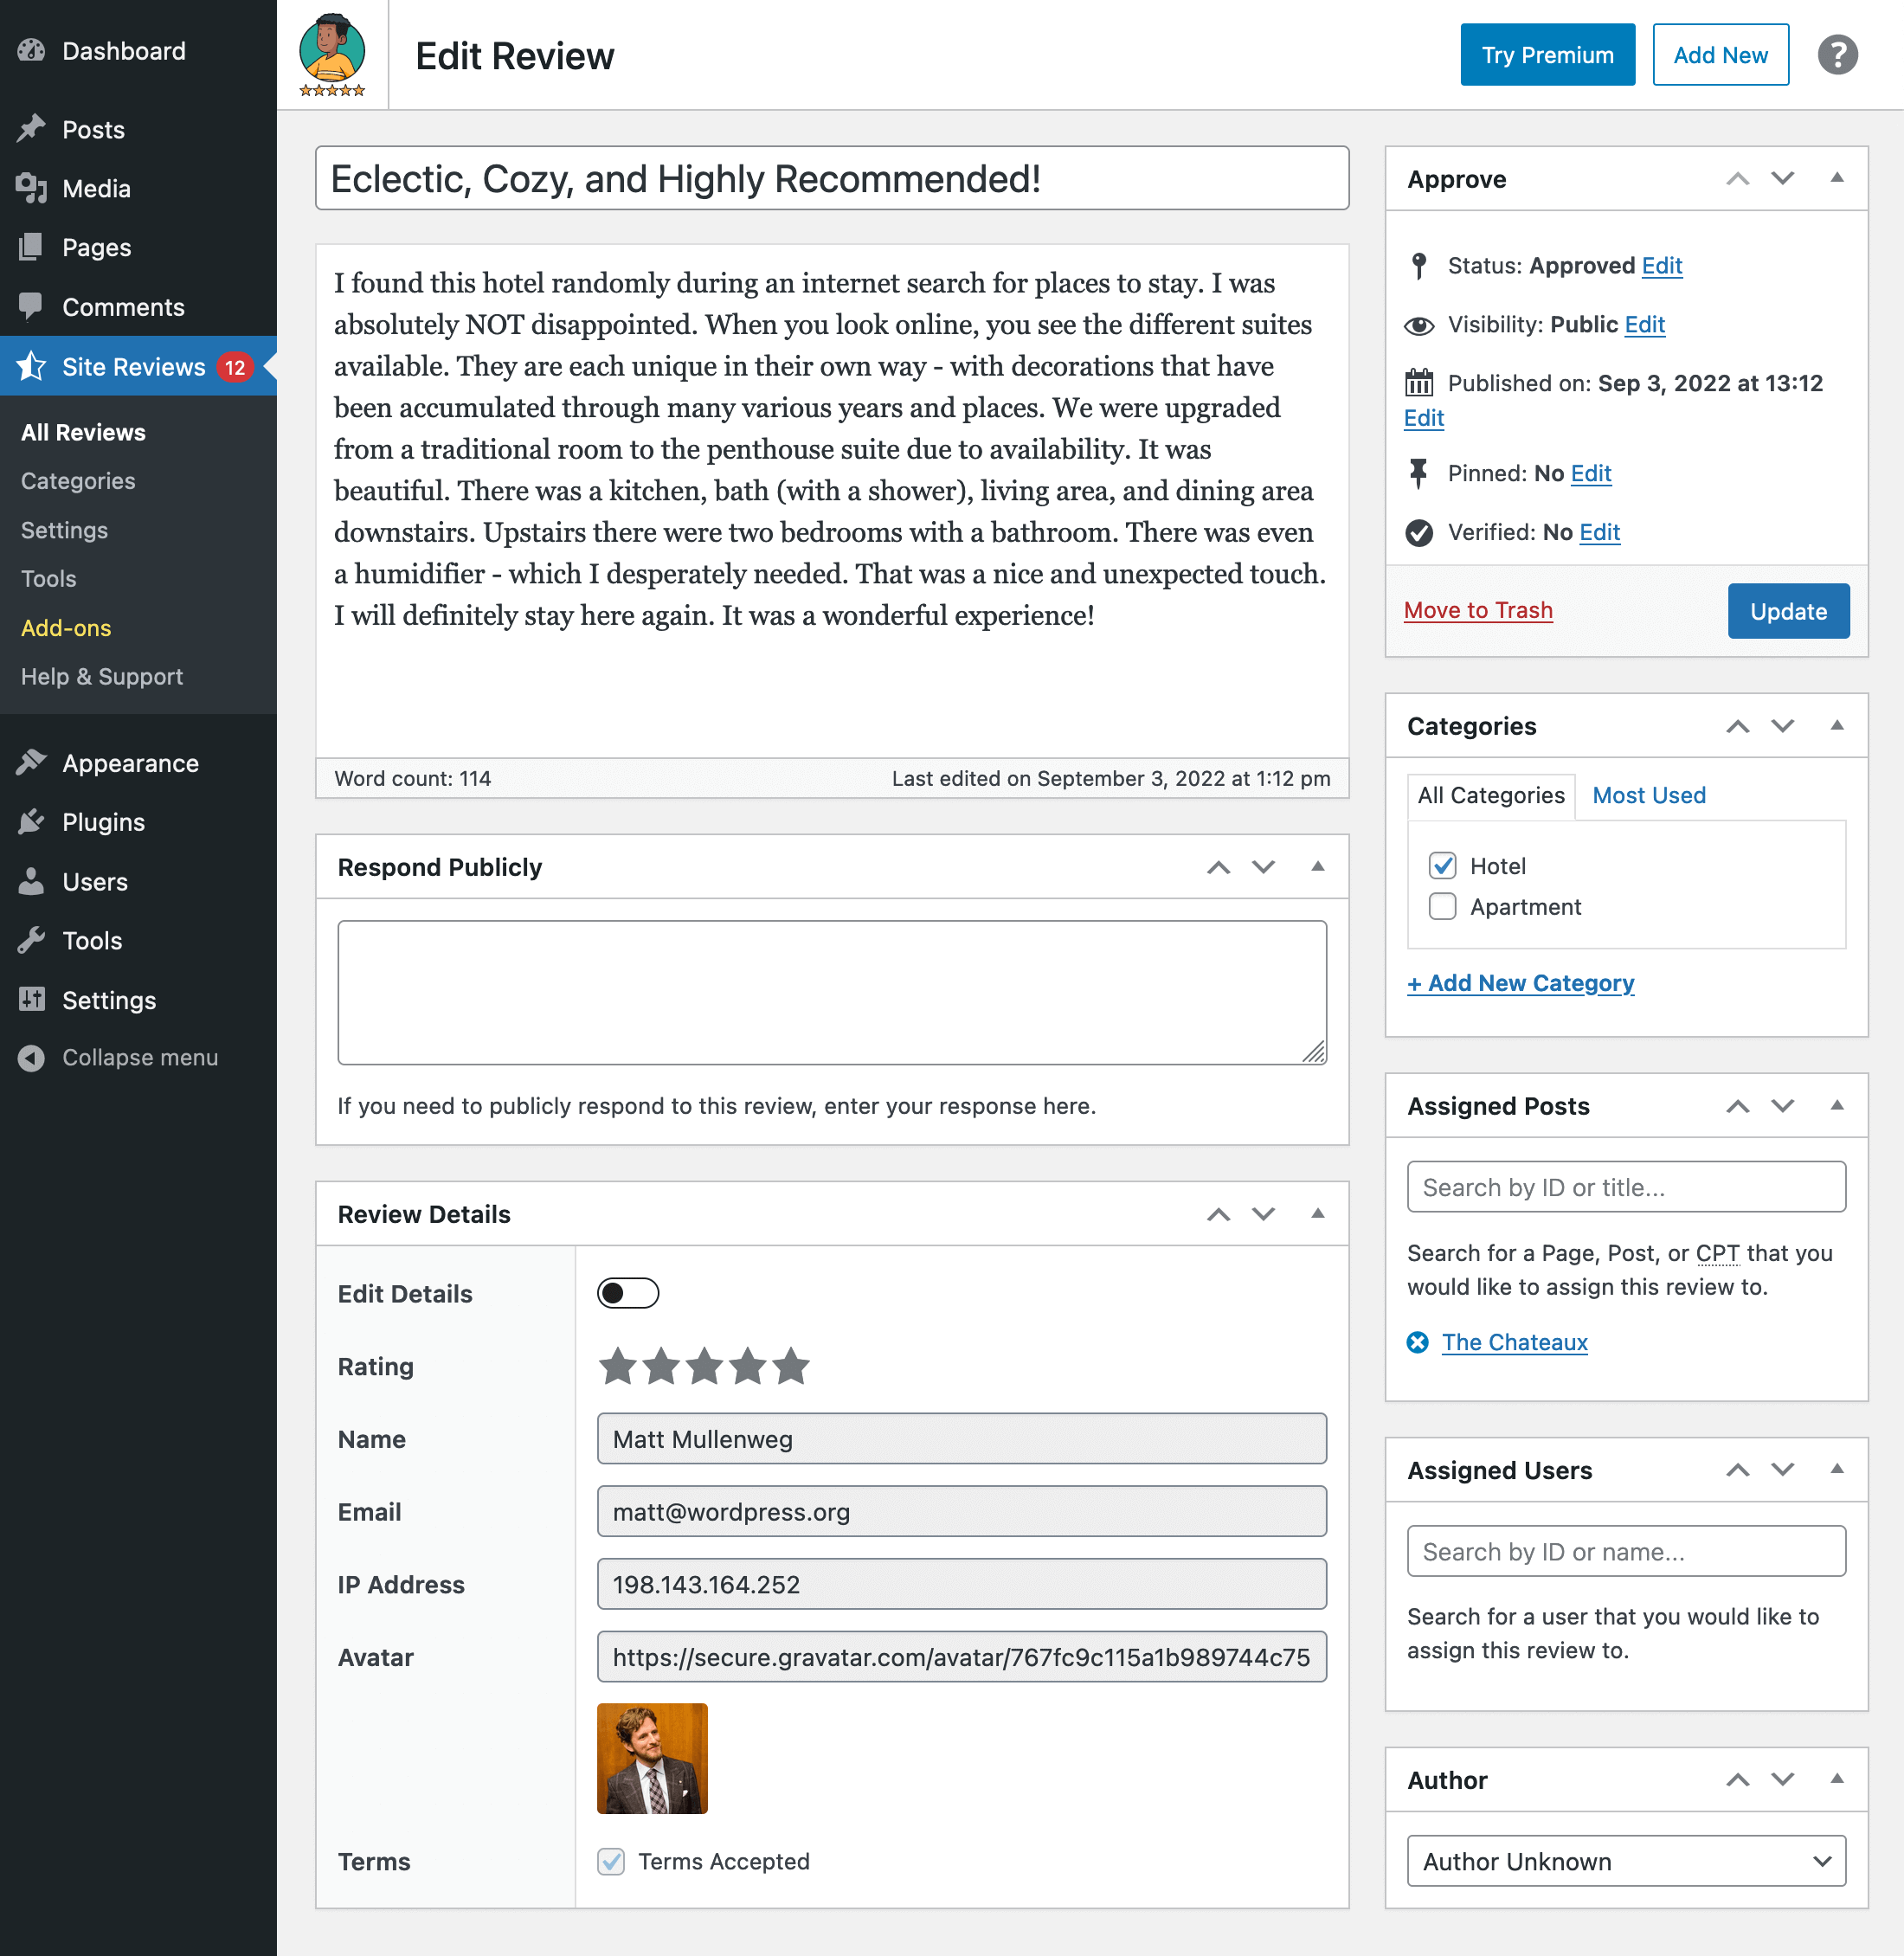 Dashboard
Posts
Media
Pages
Comments
Site Reviews 12
All Reviews
Categories
Settings
Tools
Add-ons
Help & Support
Appearance
Plugins
Users
Tools
Settings
Collapse menu
Edit Review
Try Premium
Add New
?
Eclectic, Cozy, and Highly Recommended!
I found this hotel randomly during an internet search for places to stay. I was
absolutely NOT disappointed. When you look online, you see the different suites
available. They are each unique in their own way - with decorations that have
been accumulated through many various years and places. We were upgraded
from a traditional room to the penthouse suite due to availability. It was
beautiful. There was a kitchen, bath (with a shower), living area, and dining area
downstairs. Upstairs there were two bedrooms with a bathroom. There was even
a humidifier - which I desperately needed. That was a nice and unexpected touch.
I will definitely stay here again. It was a wonderful experience!
Word count: 114
Last edited on September 3, 2022 at 1:12 pm
Respond Publicly
If you need to publicly respond to this review, enter your response here.
Review Details
Edit Details
Rating
Name
Matt Mullenweg
Email
matt@wordpress.org
IP Address
198.143.164.252
Avatar
https://secure.gravatar.com/avatar/767fc9c115a1b989744c75
Terms
Terms Accepted
Approve
Status: Approved Edit
Visibility: Public Edit
Published on: Sep 3, 2022 at 13:12
Edit
Pinned: No Edit
Verified: No Edit
Move to Trash
Update
Categories
All Categories
Most Used
Hotel
Apartment
+ Add New Category
Assigned Posts
Search by ID or title...
Search for a Page, Post, or CPT that you
would like to assign this review to.
The Chateaux
Assigned Users
Search by ID or name...
Search for a user that you would like to
assign this review to.
Author
Author Unknown